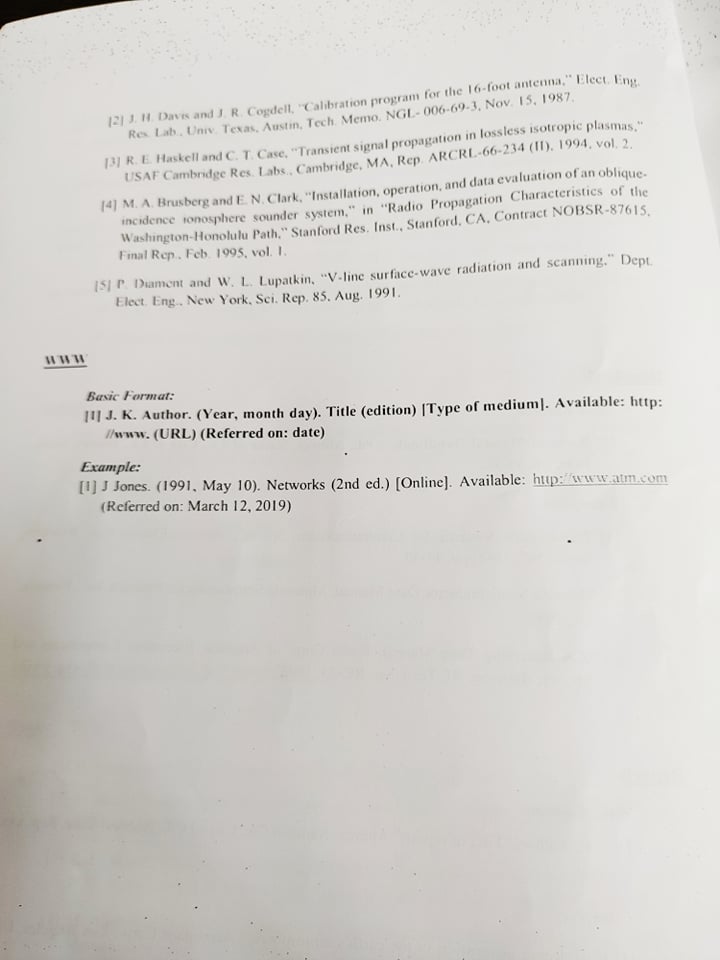 [2] J. H. Davis and J. R. Cogdell, "Calibration program for the 16-foot antenna," Elect. Eng.
Res. Lab., Univ. Texas, Austin, Tech. Memo. NGL- 006-69-3, Nov. 15, 1987.
[3] R. E. Haskell and C. T. Case, "Transient signal propagation in lossless isotropic plasmas,"
USAF Cambridge Res. Labs., Cambridge, MA, Rep. ARCRL-66-234 (II), 1994, vol. 2.
[4] M. A. Brusberg and E. N. Clark, "Installation, operation, and data evaluation of an oblique-
incidence ionosphere sounder system," in "Radio Propagation Characteristics of the
Washington-Honolulu Path," Stanford Res. Inst., Stanford, CA, Contract NOBSR-87615,
Final Rep., Feb. 1995, vol. 1.
[5] P. Diament and W. L. Lupatkin, "V-line surface-wave radiation and scanning," Dept.
Elect. Eng., New York, Sci. Rep. 85, Aug. 1991.
WWW
Basic Format:
[1] J. K. Author. (Year, month day). Title (edition) [Type of medium]. Available: http:
//www. (URL) (Referred on: date)
Example:
[1] J Jones. (1991, May 10). Networks (2nd ed.) [Online]. Available: http://www.atm.com
(Referred on: March 12, 2019)